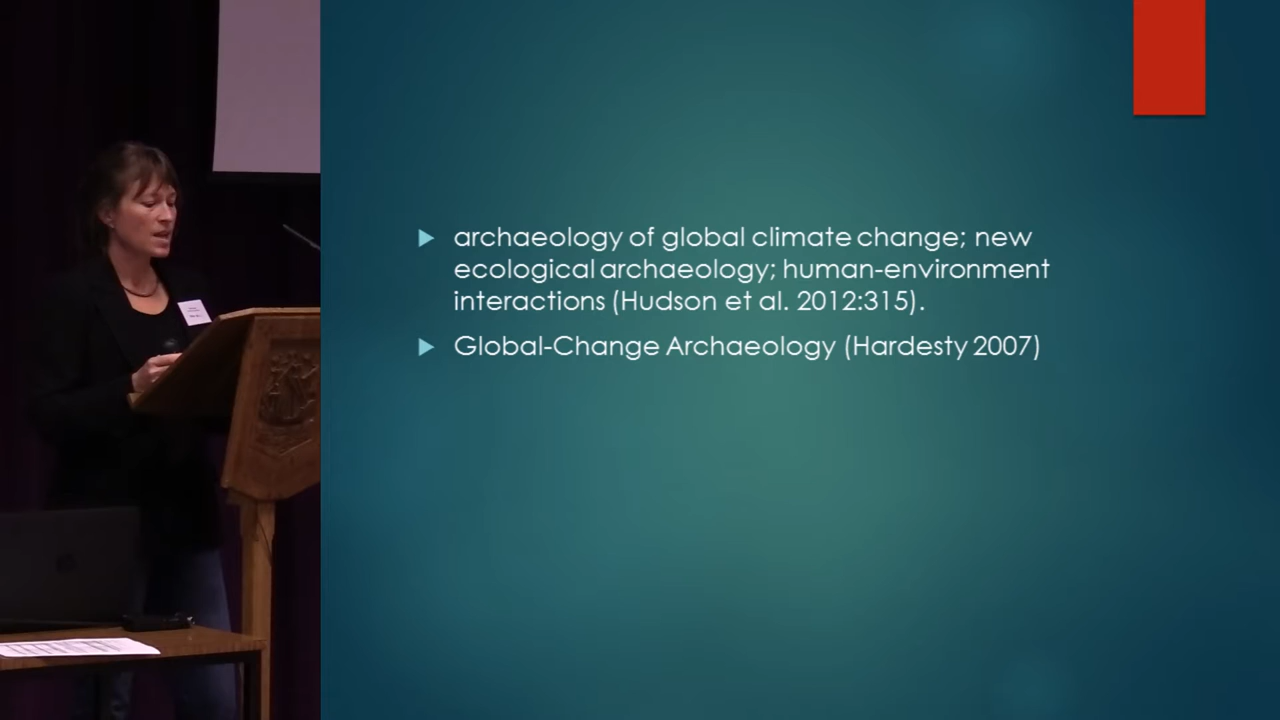 archaeology of global climate change; new
ecological archaeology; human-environment
interactions (Hudson et al. 2012:315).
Global-Change Archaeology (Hardesty 2007)